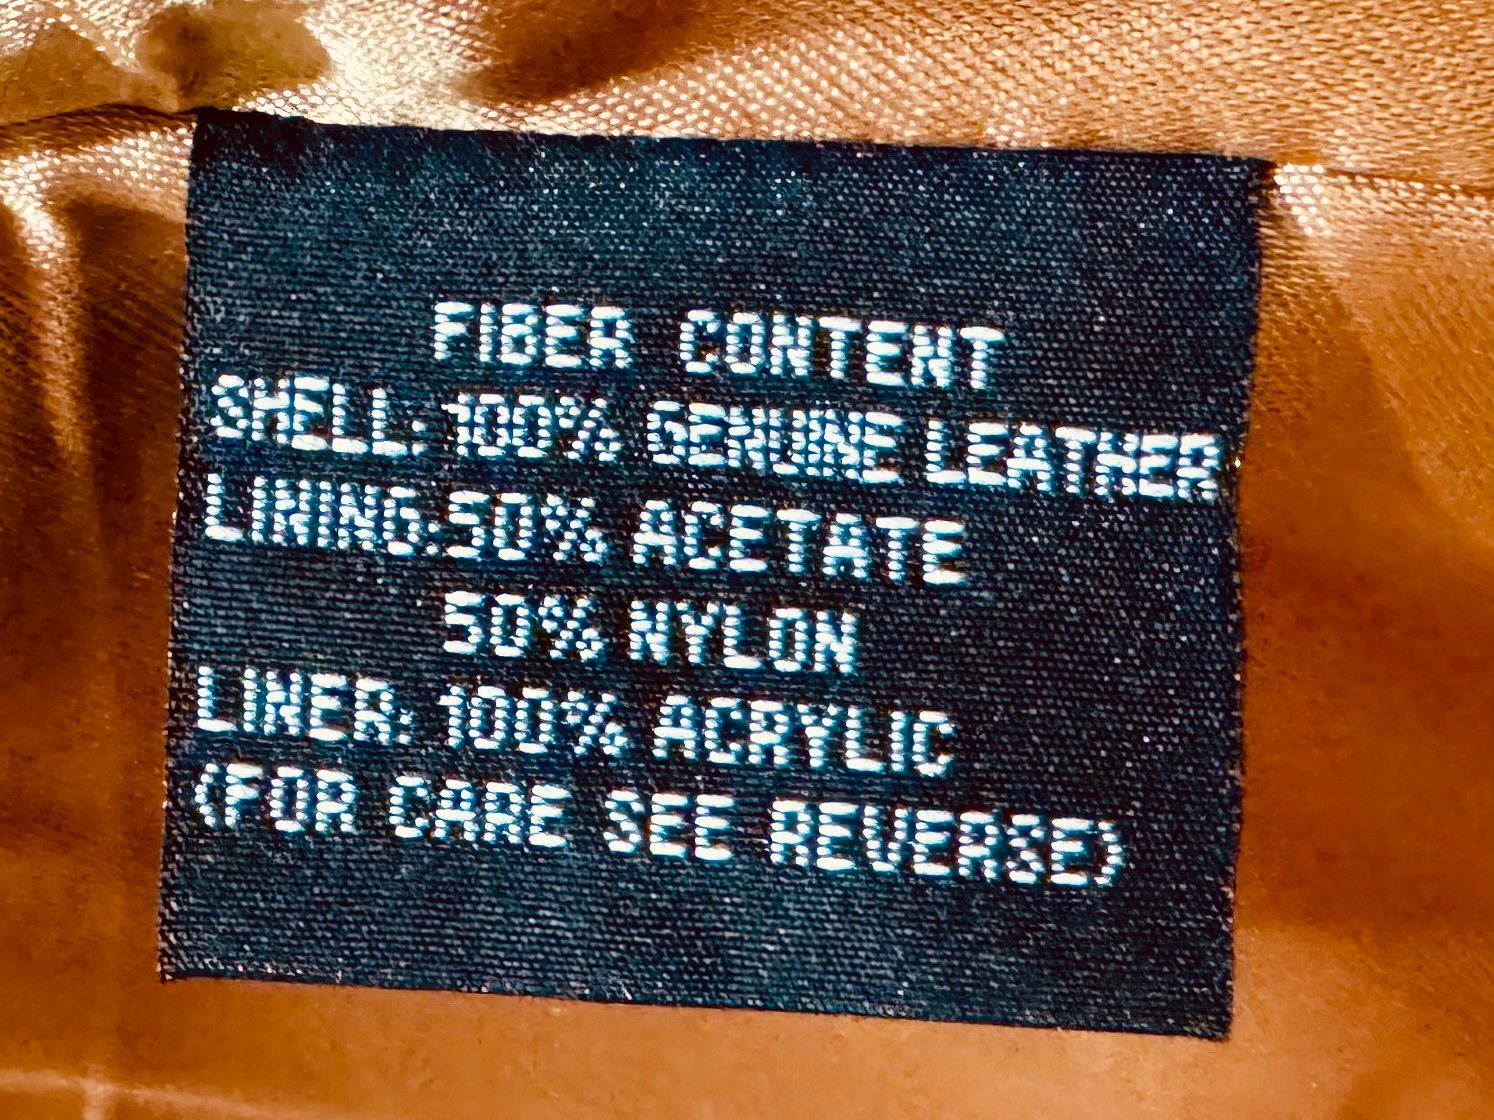 FIBER CONTENT
SHELL: 100% GENUINE LEATHER
LINING: 50% ACETATE
50% NYLON
LINER: 100% ACRYLIC
(FOR CARE SEE REVERSE)